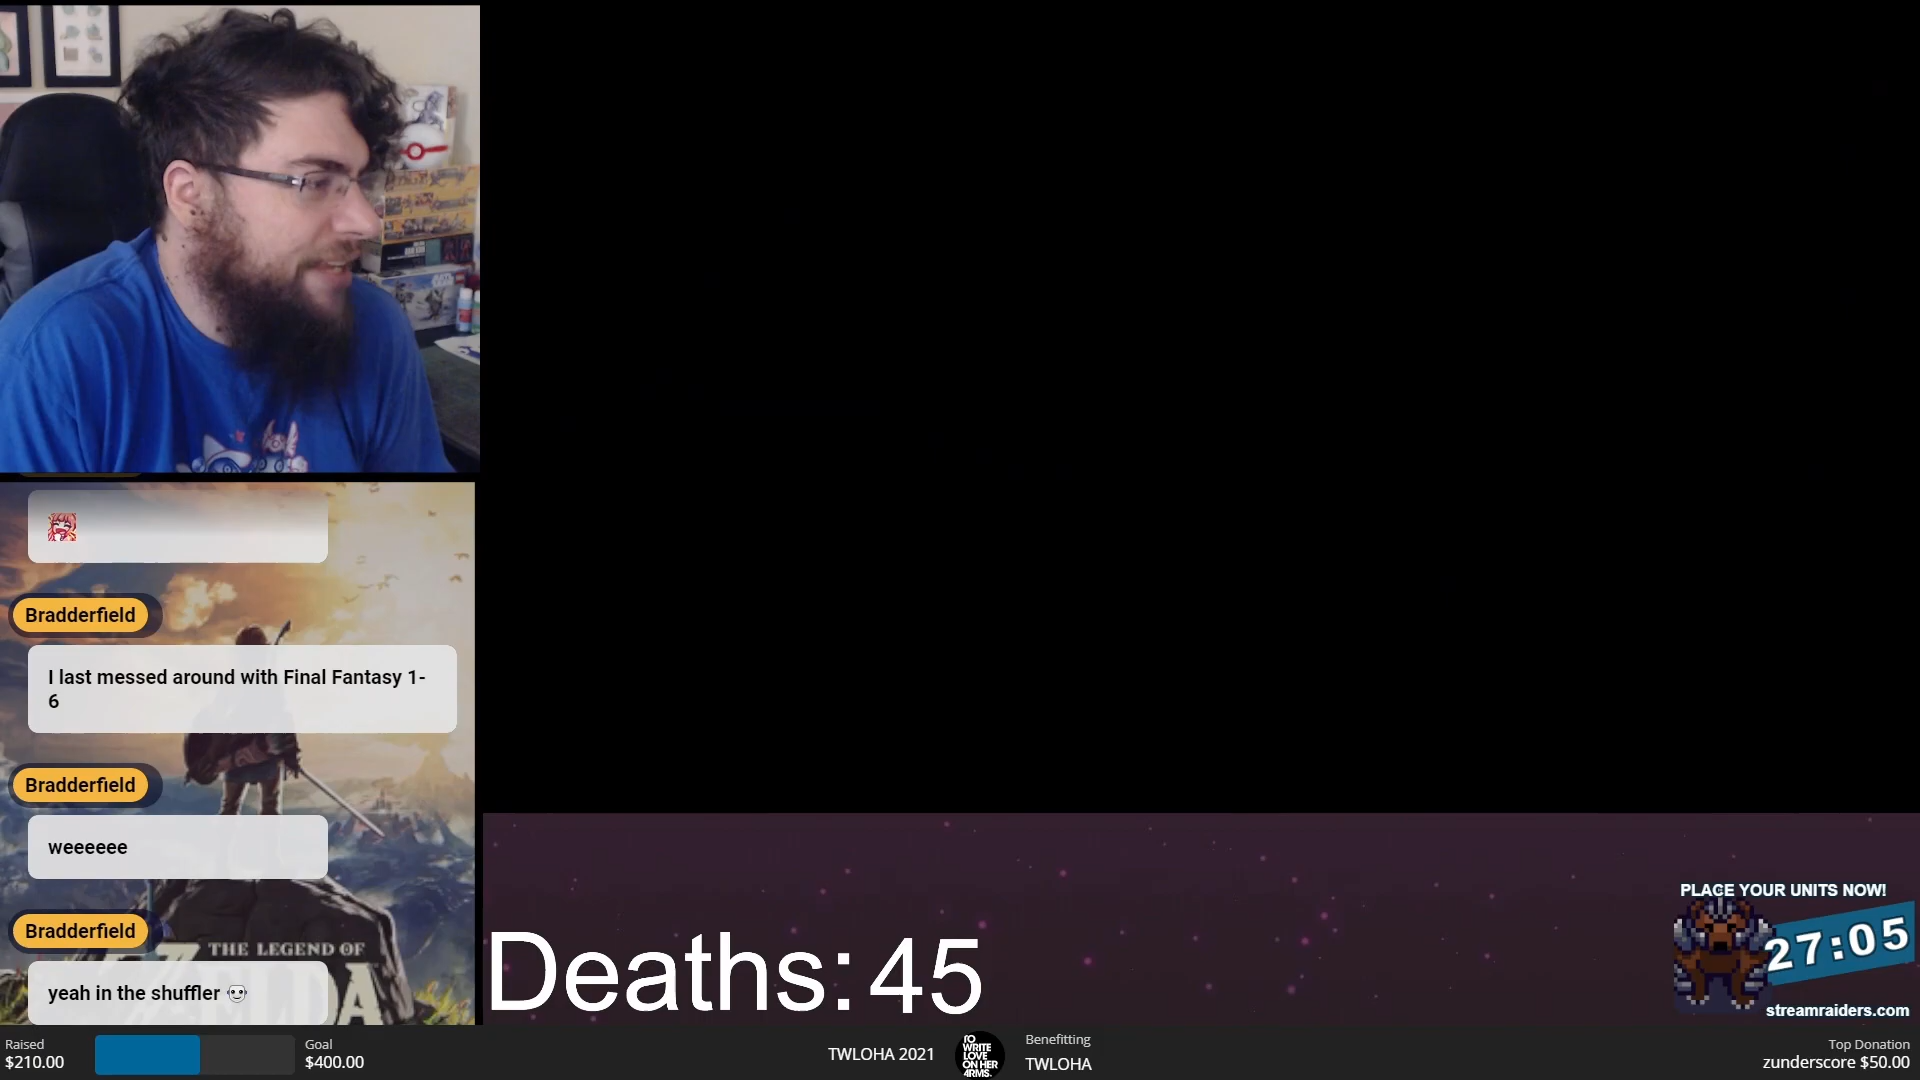 Bradderfield
I last messed around with Final Fantasy 1-
6
Bradderfield
weeeeee
Bradderfield
THE LEGEND OF
ZELDA
yeah in the shuffler
Deaths: 45
PLACE YOUR UNITS NOW!
27:05
streamraiders.com
Raised
$210.00
Goal
$400.00
TWLOHA 2021
TO
WRITE
LOVE
ON HER
ARMS.
Benefitting
TWLOHA
Top Donation
zunderscore $50.00